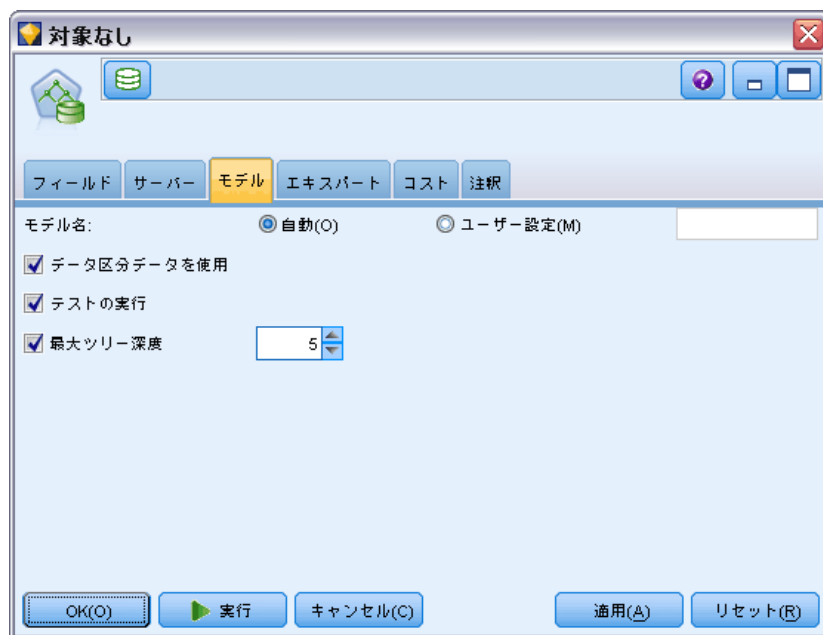 対象なし
フィールド サーバー モデル エキスパート コスト 注釈
モデル名: 自動(O) ユーザー設定(M)
データ区分データを使用
テストの実行
最大ツリー深度 5
OK(O) 実行 キャンセル(C) 適用(A) リセット(R)